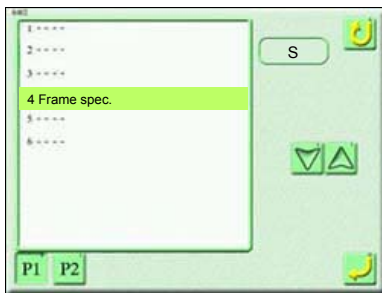 1 ----
2 ----
S
3 ----
4 Frame spec.
5 ----
6 ----
P1 P2